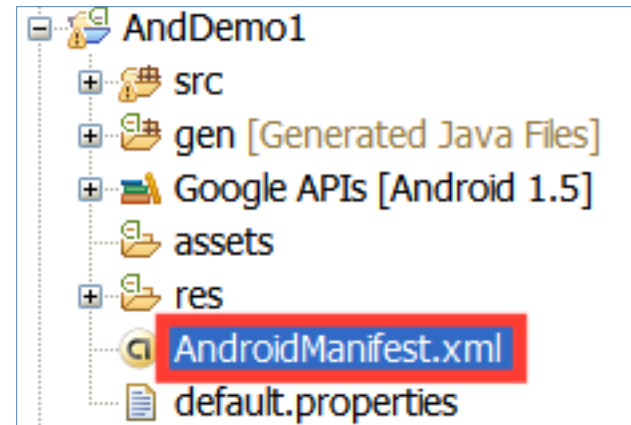 AndDemo1
src
gen [Generated Java Files]
Google APIs [Android 1.5]
assets
res
AndroidManifest.xml
default.properties